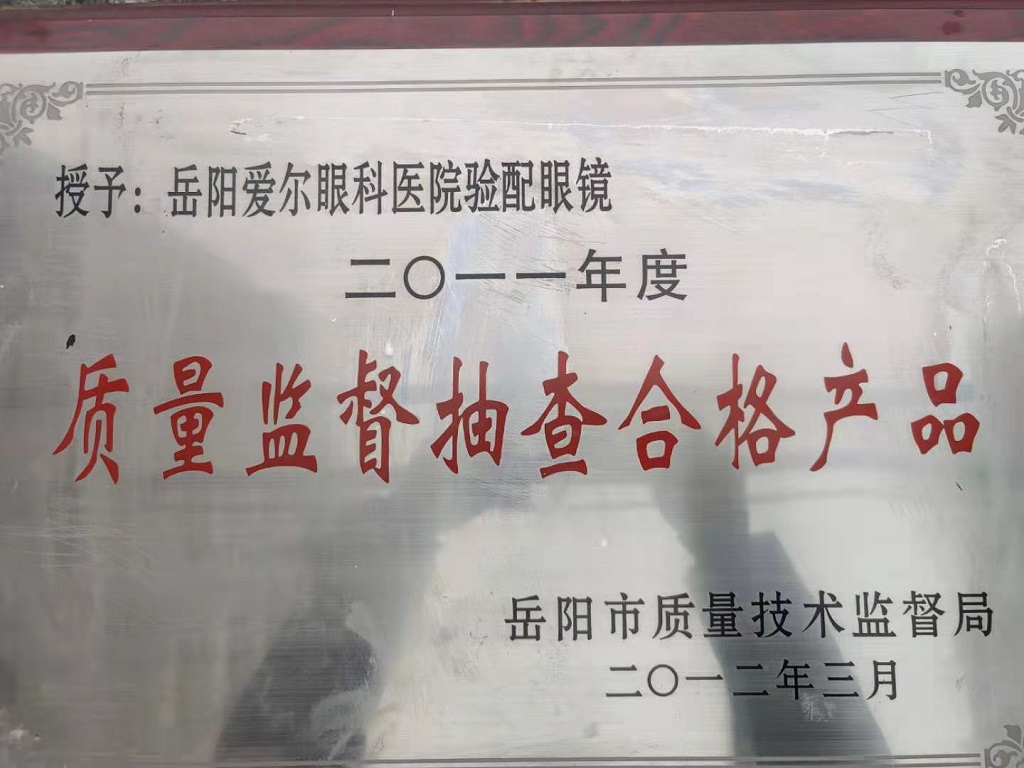 授予：岳阳爱尔眼科医院验配眼镜
二〇一一年度
质量监督抽查合格产品
岳阳市质量技术监督局
二〇一二年三月